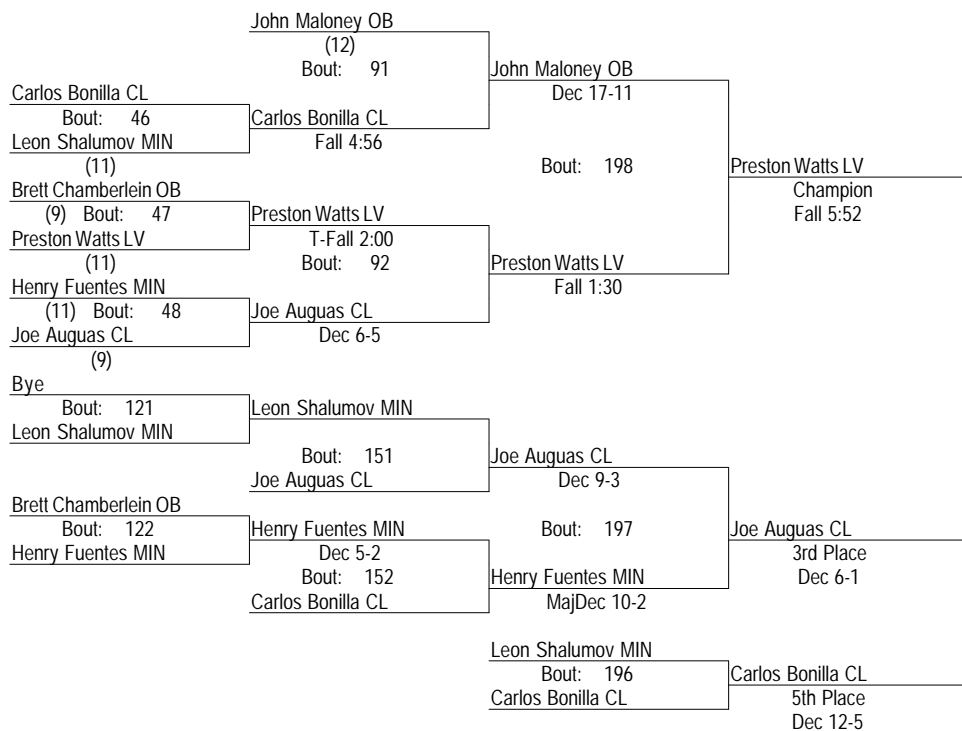 John Maloney OB
(12)
Bout: 91
John Maloney OB
Dec 17-11
Carlos Bonilla CL
Bout: 46
Carlos Bonilla CL
Leon Shalumov MIN
Fall 4:56
(11)
Bout: 198
Preston Watts LV
Brett Chamberlein OB
Champion
(9) Bout: 47
Preston Watts LV
Fall 5:52
Preston Watts LV
T-Fall 2:00
(11)
Bout: 92
Preston Watts LV
Henry Fuentes MIN
Fall 1:30
(11) Bout: 48
Joe Auguas CL
Joe Auguas CL
Dec 6-5
(9)
Bye
Bout: 121
Leon Shalumov MIN
Leon Shalumov MIN
Bout: 151
Joe Auguas CL
Joe Auguas CL
Dec 9-3
Brett Chamberlein OB
Bout: 122
Henry Fuentes MIN
Bout: 197
Joe Auguas CL
Henry Fuentes MIN
Dec 5-2
3rd Place
Bout: 152
Henry Fuentes MIN
Dec 6-1
Carlos Bonilla CL
MajDec 10-2
Leon Shalumov MIN
Bout: 196
Carlos Bonilla CL
Carlos Bonilla CL
5th Place
Dec 12-5